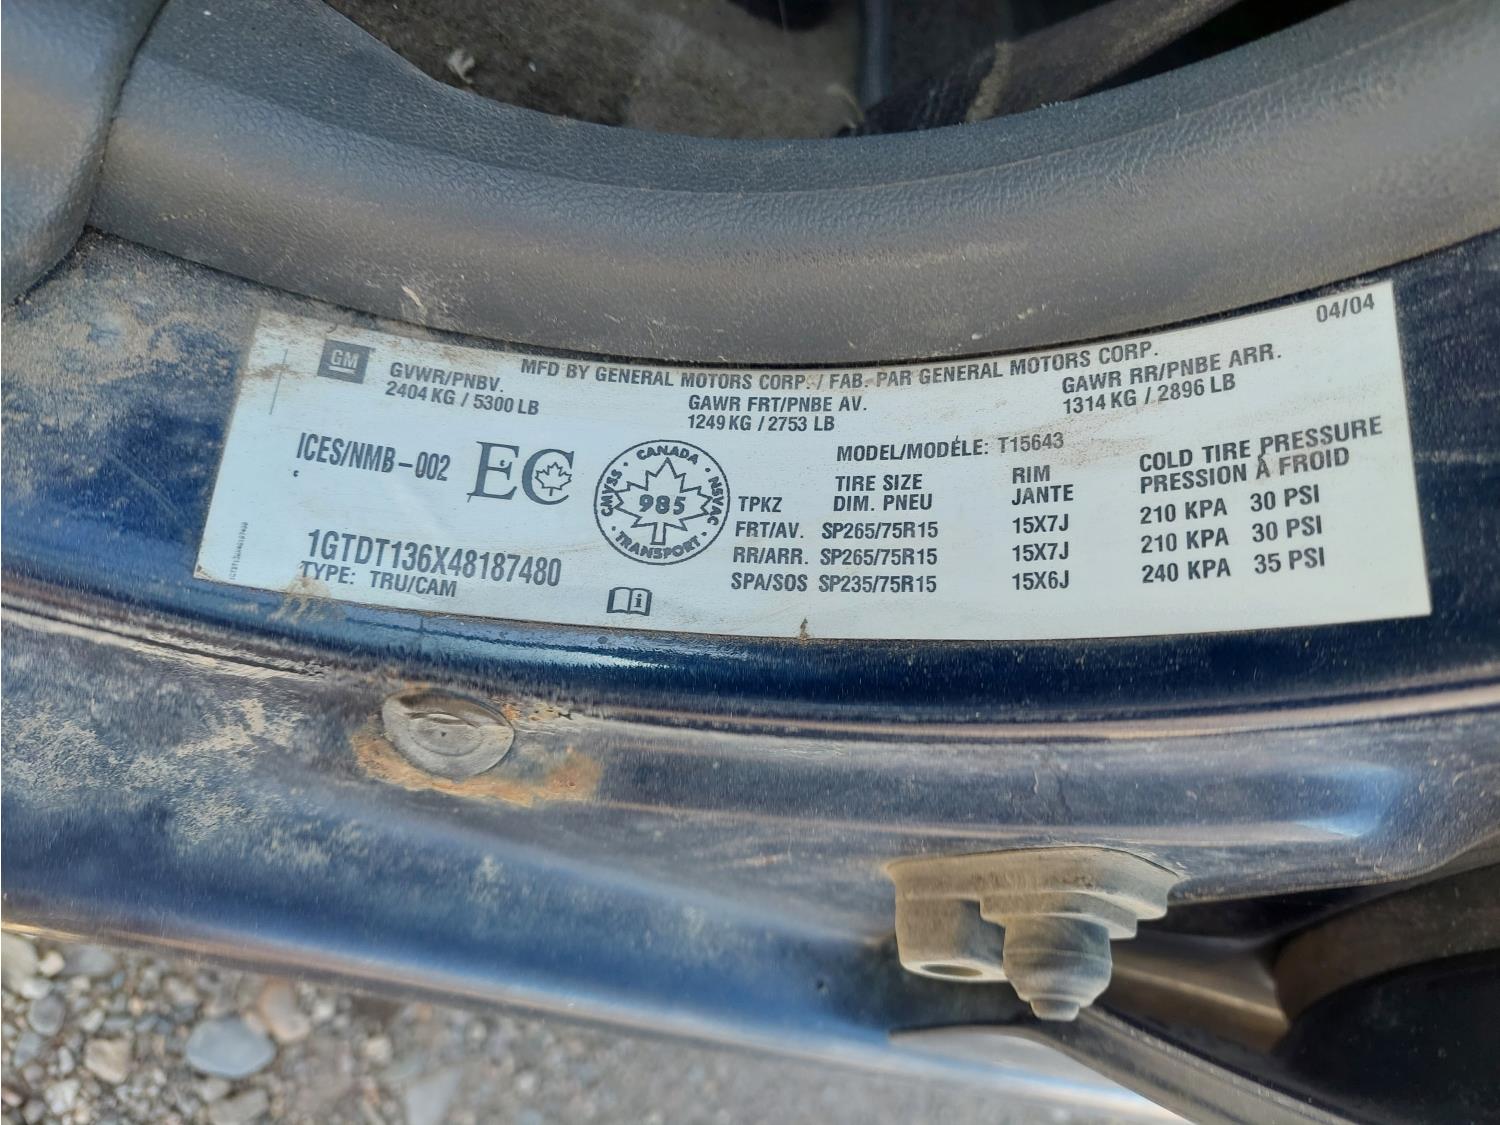 04/04
GM
MFD BY GENERAL MOTORS CORP. / FAB. PAR GENERAL MOTORS CORP.
GVWR/PNBV.
2404 KG / 5300 LB
GAWR FRT/PNBE AV.
1249 KG / 2753 LB
GAWR RR/PNBE ARR.
1314 KG / 2896 LB
ICES/NMB-002
EC
CANADA
NSVAC
TRANSPORT
CMVSS
985
MODEL/MODÉLE: T15643
TPKZ
TIRE SIZE
DIM. PNEU
RIM
JANTE
COLD TIRE PRESSURE
PRESSION À FROID
FRT/AV. SP265/75R15 15X7J 210 KPA 30 PSI
RR/ARR. SP265/75R15 15X7J 210 KPA 30 PSI
SPA/SOS SP235/75R15 15X6J 240 KPA 35 PSI
1GTDT136X48187480
TYPE: TRU/CAM
i